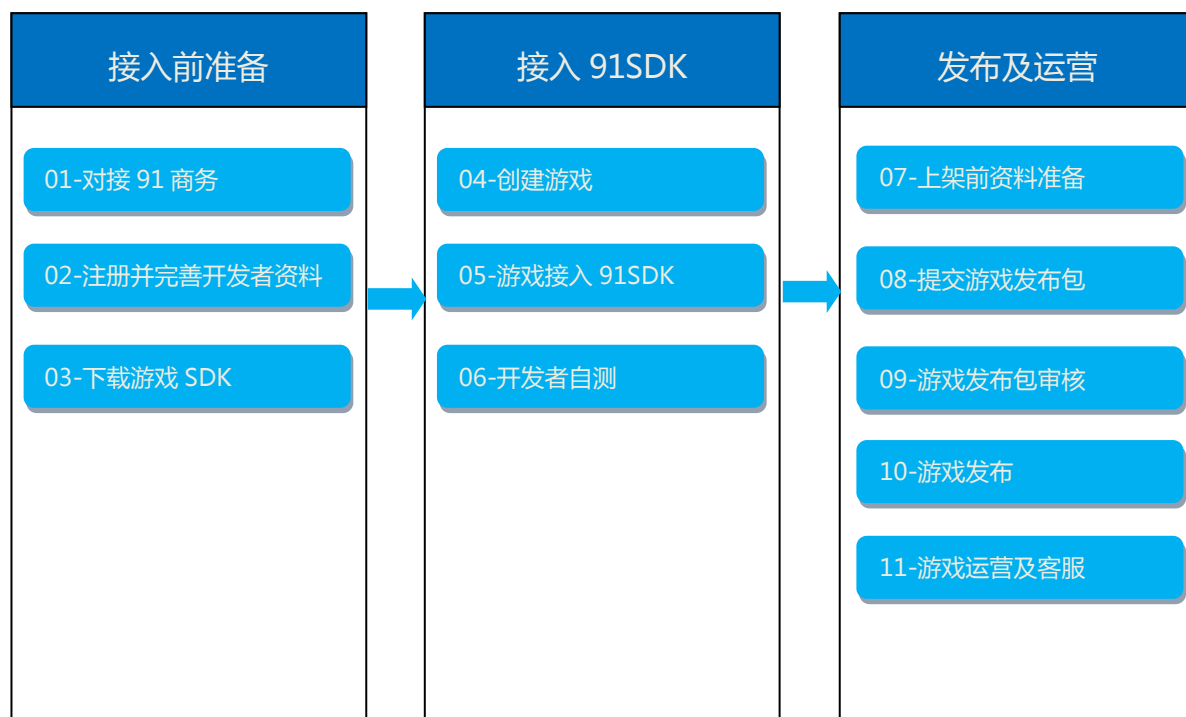 接入前准备
01-对接 91 商务
02-注册并完善开发者资料
03-下载游戏 SDK
接入 91SDK
04-创建游戏
05-游戏接入 91SDK
06-开发者自测
发布及运营
07-上架前资料准备
08-提交游戏发布包
09-游戏发布包审核
10-游戏发布
11-游戏运营及客服